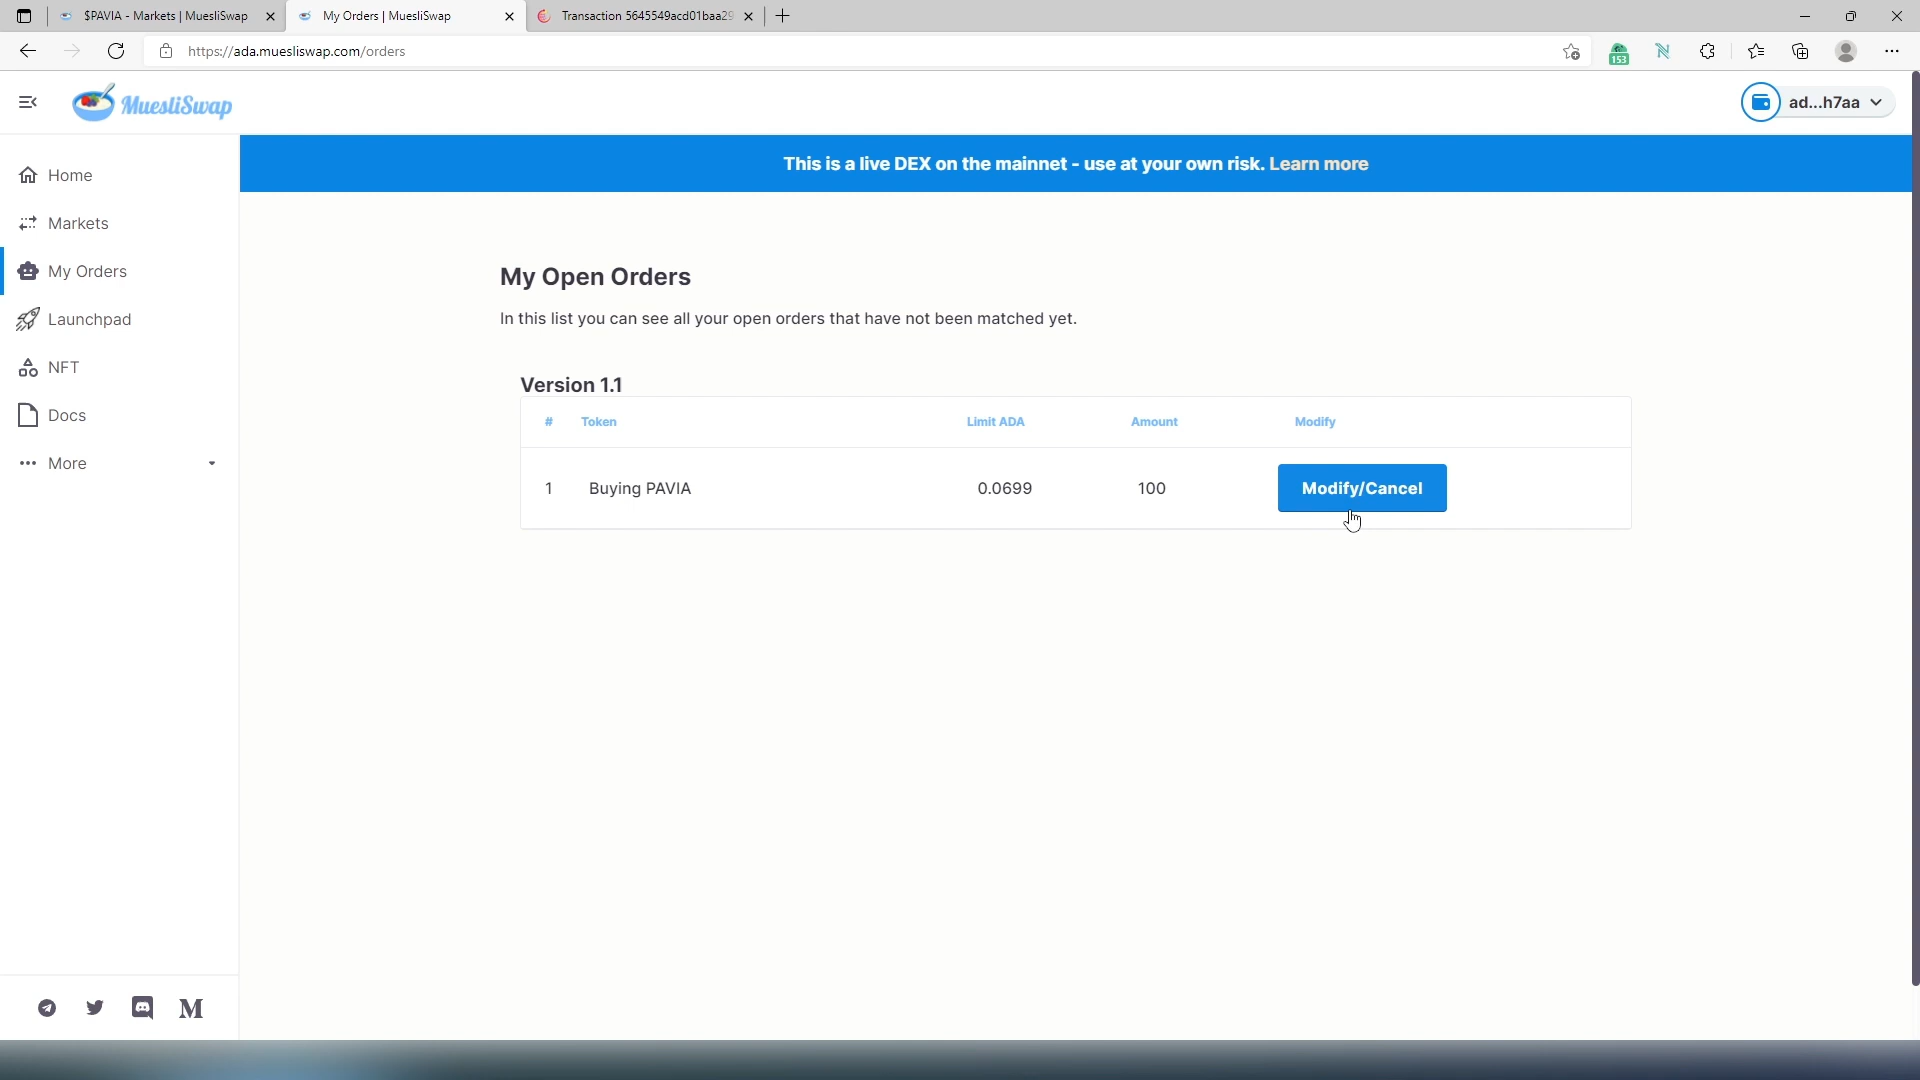 $PAVIA - Markets | MuesliSwap
My Orders | MuesliSwap
Transaction 5645549acd01baa29
https://ada.muesliswap.com/orders
153
MuesliSwap
ad...h7aa
This is a live DEX on the mainnet - use at your own risk. Learn more
Home
Markets
My Orders
Launchpad
NFT
Docs
More
My Open Orders
In this list you can see all your open orders that have not been matched yet.
Version 1.1
# Token Limit ADA Amount Modify
1 Buying PAVIA 0.0699 100 Modify/Cancel